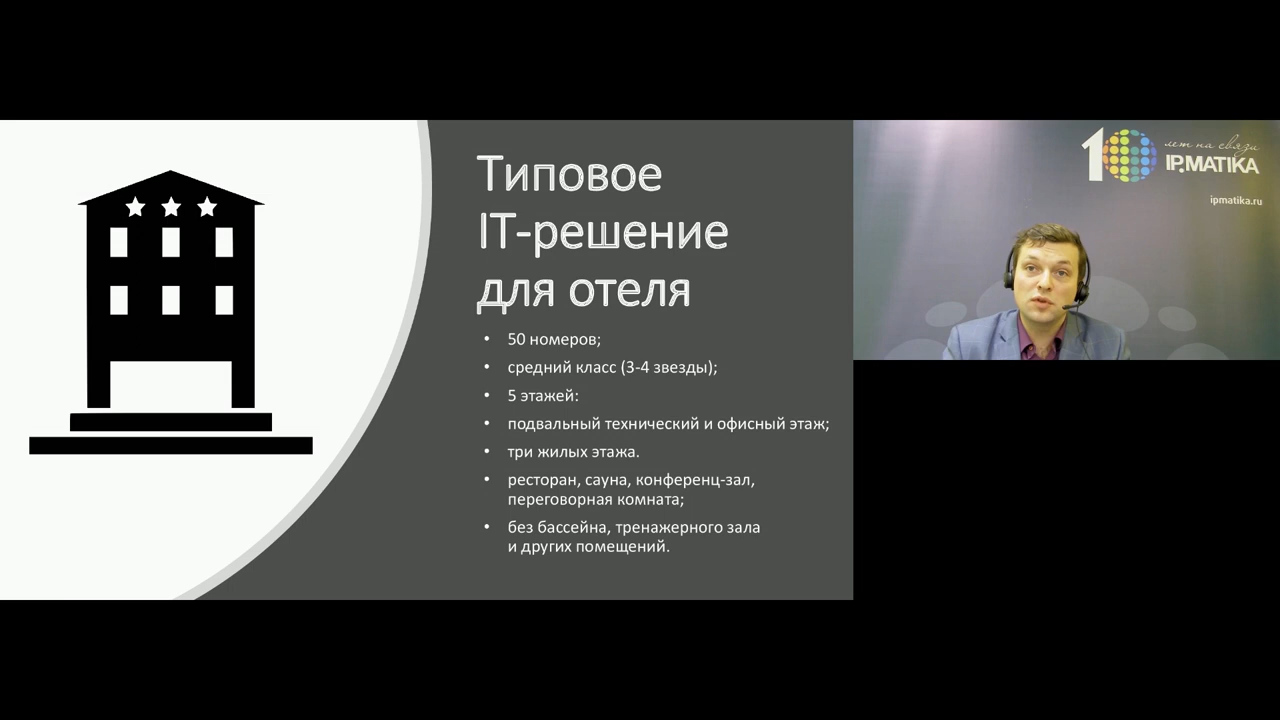 Типовое
IT-решение
для отеля
• 50 номеров;
• средний класс (3-4 звезды);
• 5 этажей:
• подвальный технический и офисный этаж;
• три жилых этажа.
• ресторан, сауна, конференц-зал,
переговорная комната;
• без бассейна, тренажерного зала
и других помещений.
10 лет на связи
IPMATIKA
ipmatika.ru